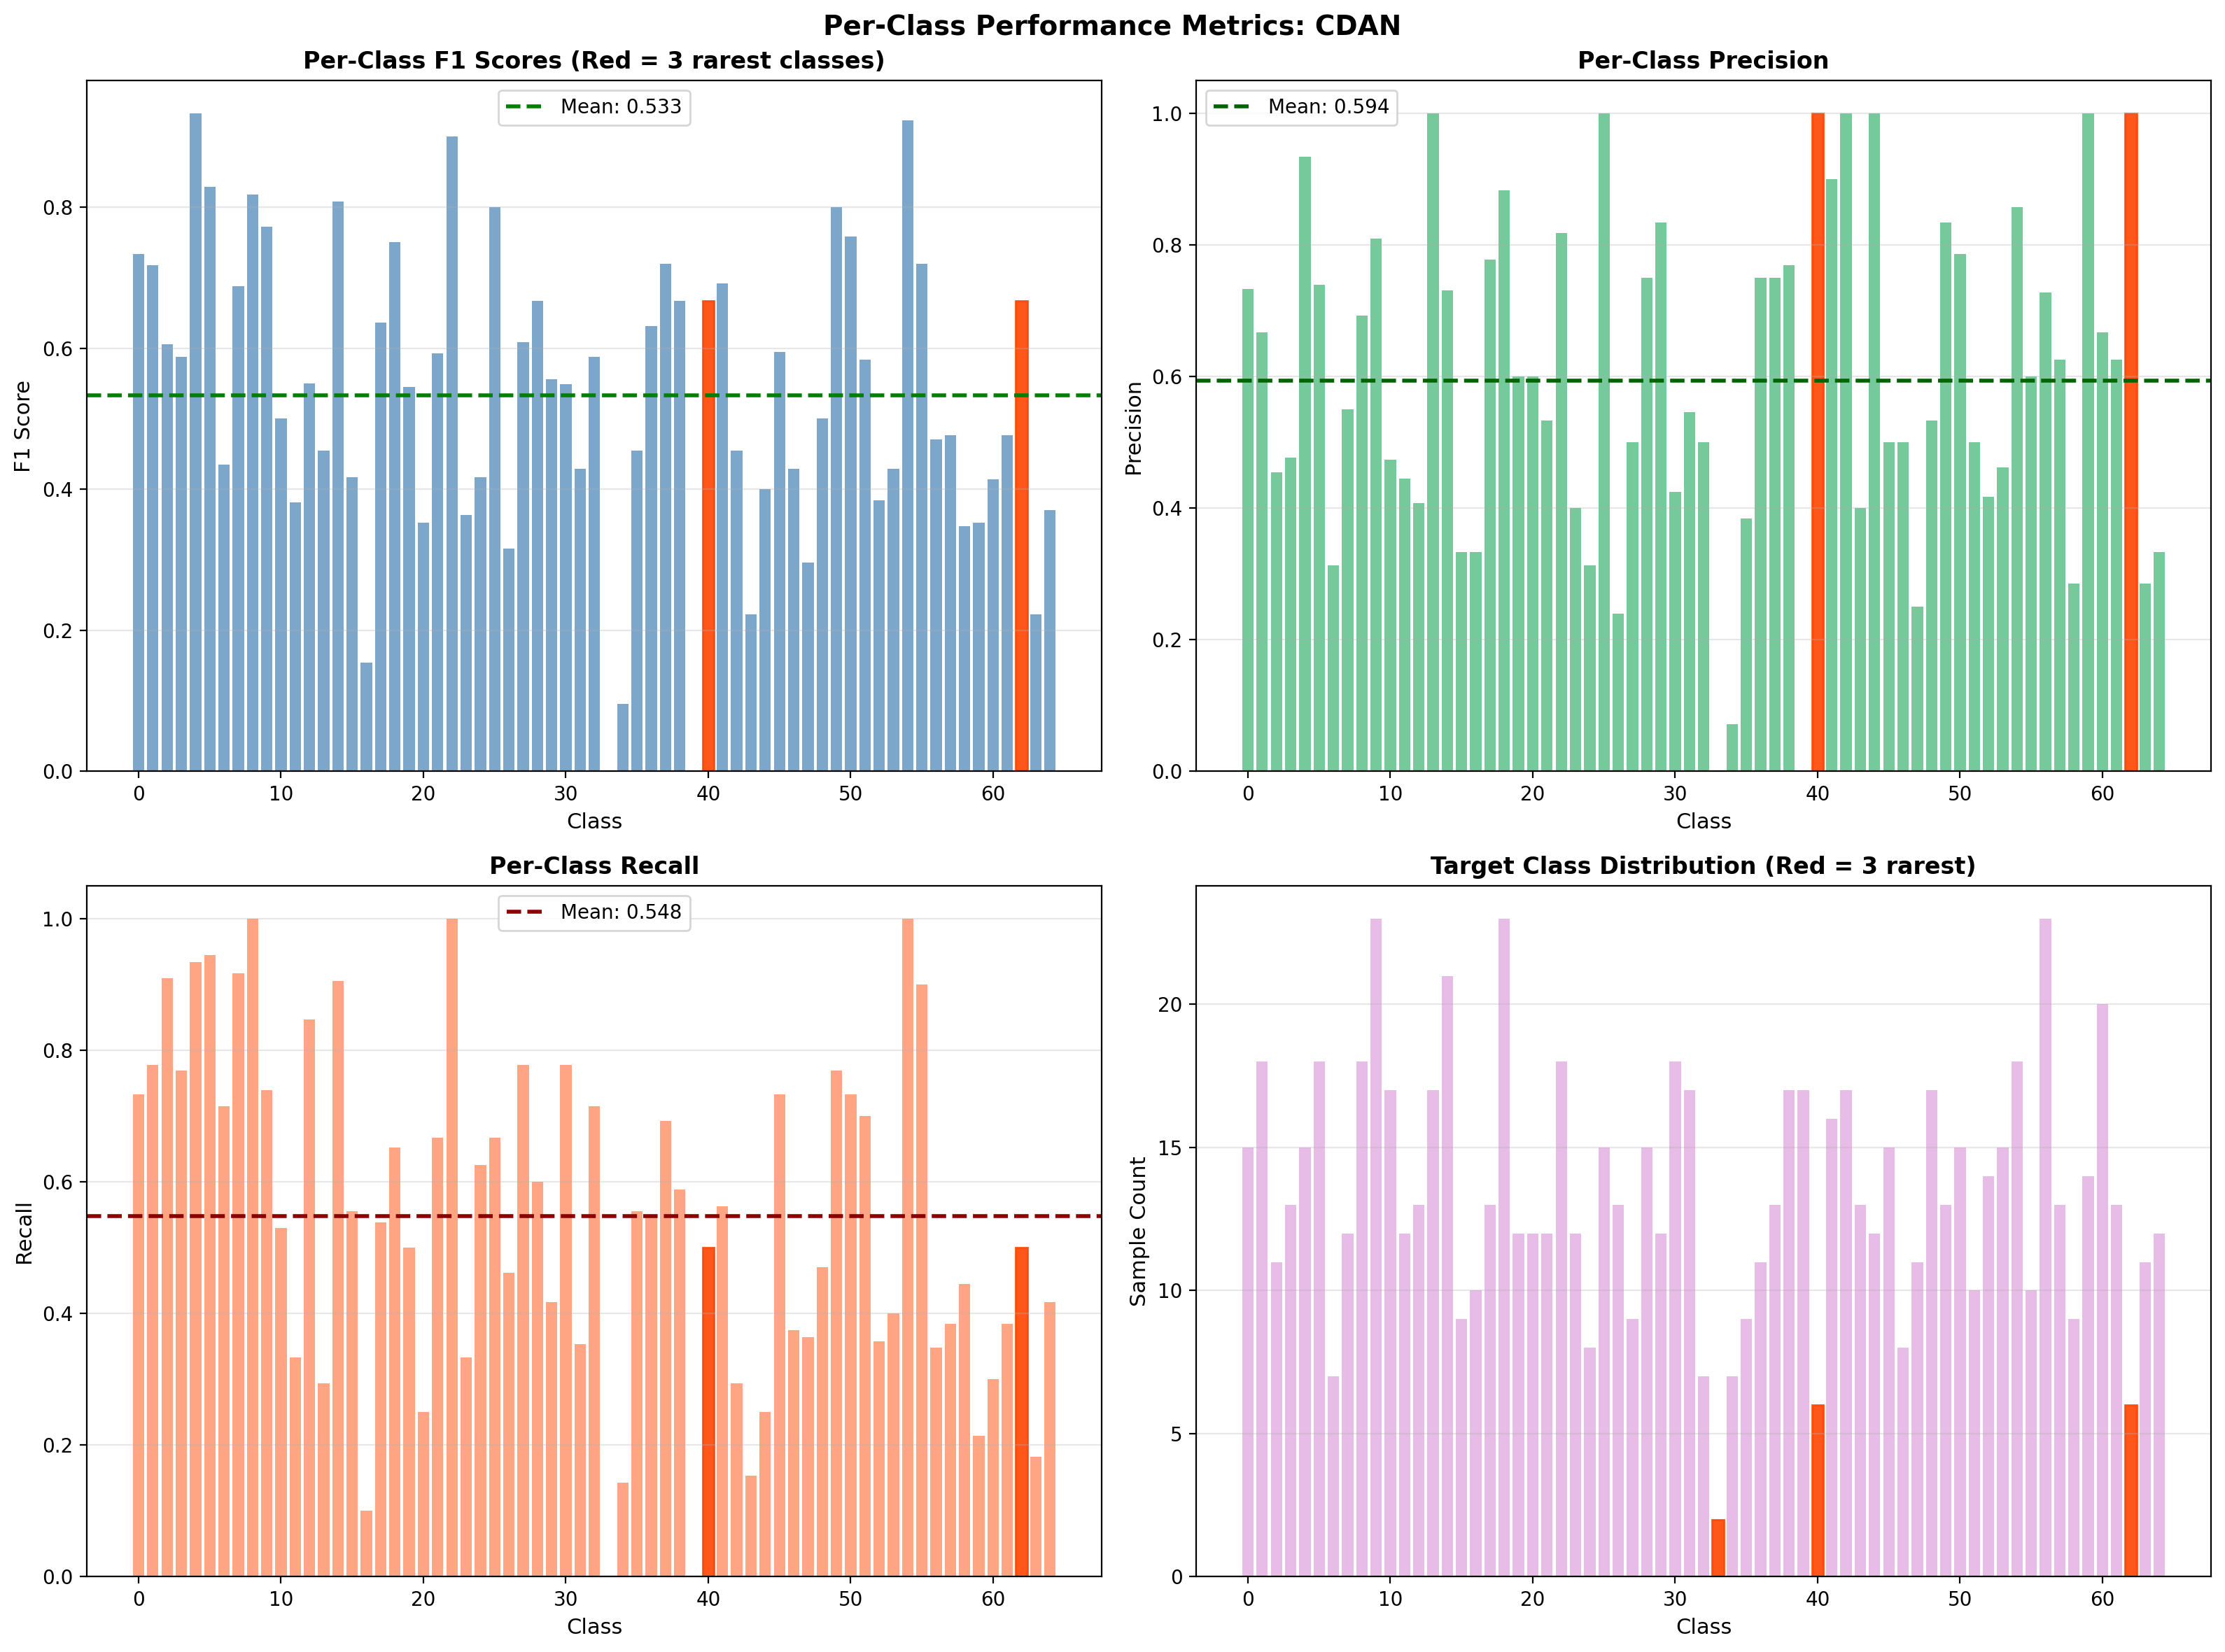 Per-Class Performance Metrics: CDAN
Per-Class F1 Scores (Red = 3 rarest classes)
Mean: 0.533
F1 Score
0.8
0.6
0.4
0.2
0.0
0 10 20 30 40 50 60
Class
Per-Class Precision
Mean: 0.594
Precision
1.0
0.8
0.6
0.4
0.2
0.0
0 10 20 30 40 50 60
Class
Per-Class Recall
Mean: 0.548
Recall
1.0
0.8
0.6
0.4
0.2
0.0
0 10 20 30 40 50 60
Class
Target Class Distribution (Red = 3 rarest)
Sample Count
20
15
10
5
0
0 10 20 30 40 50 60
Class